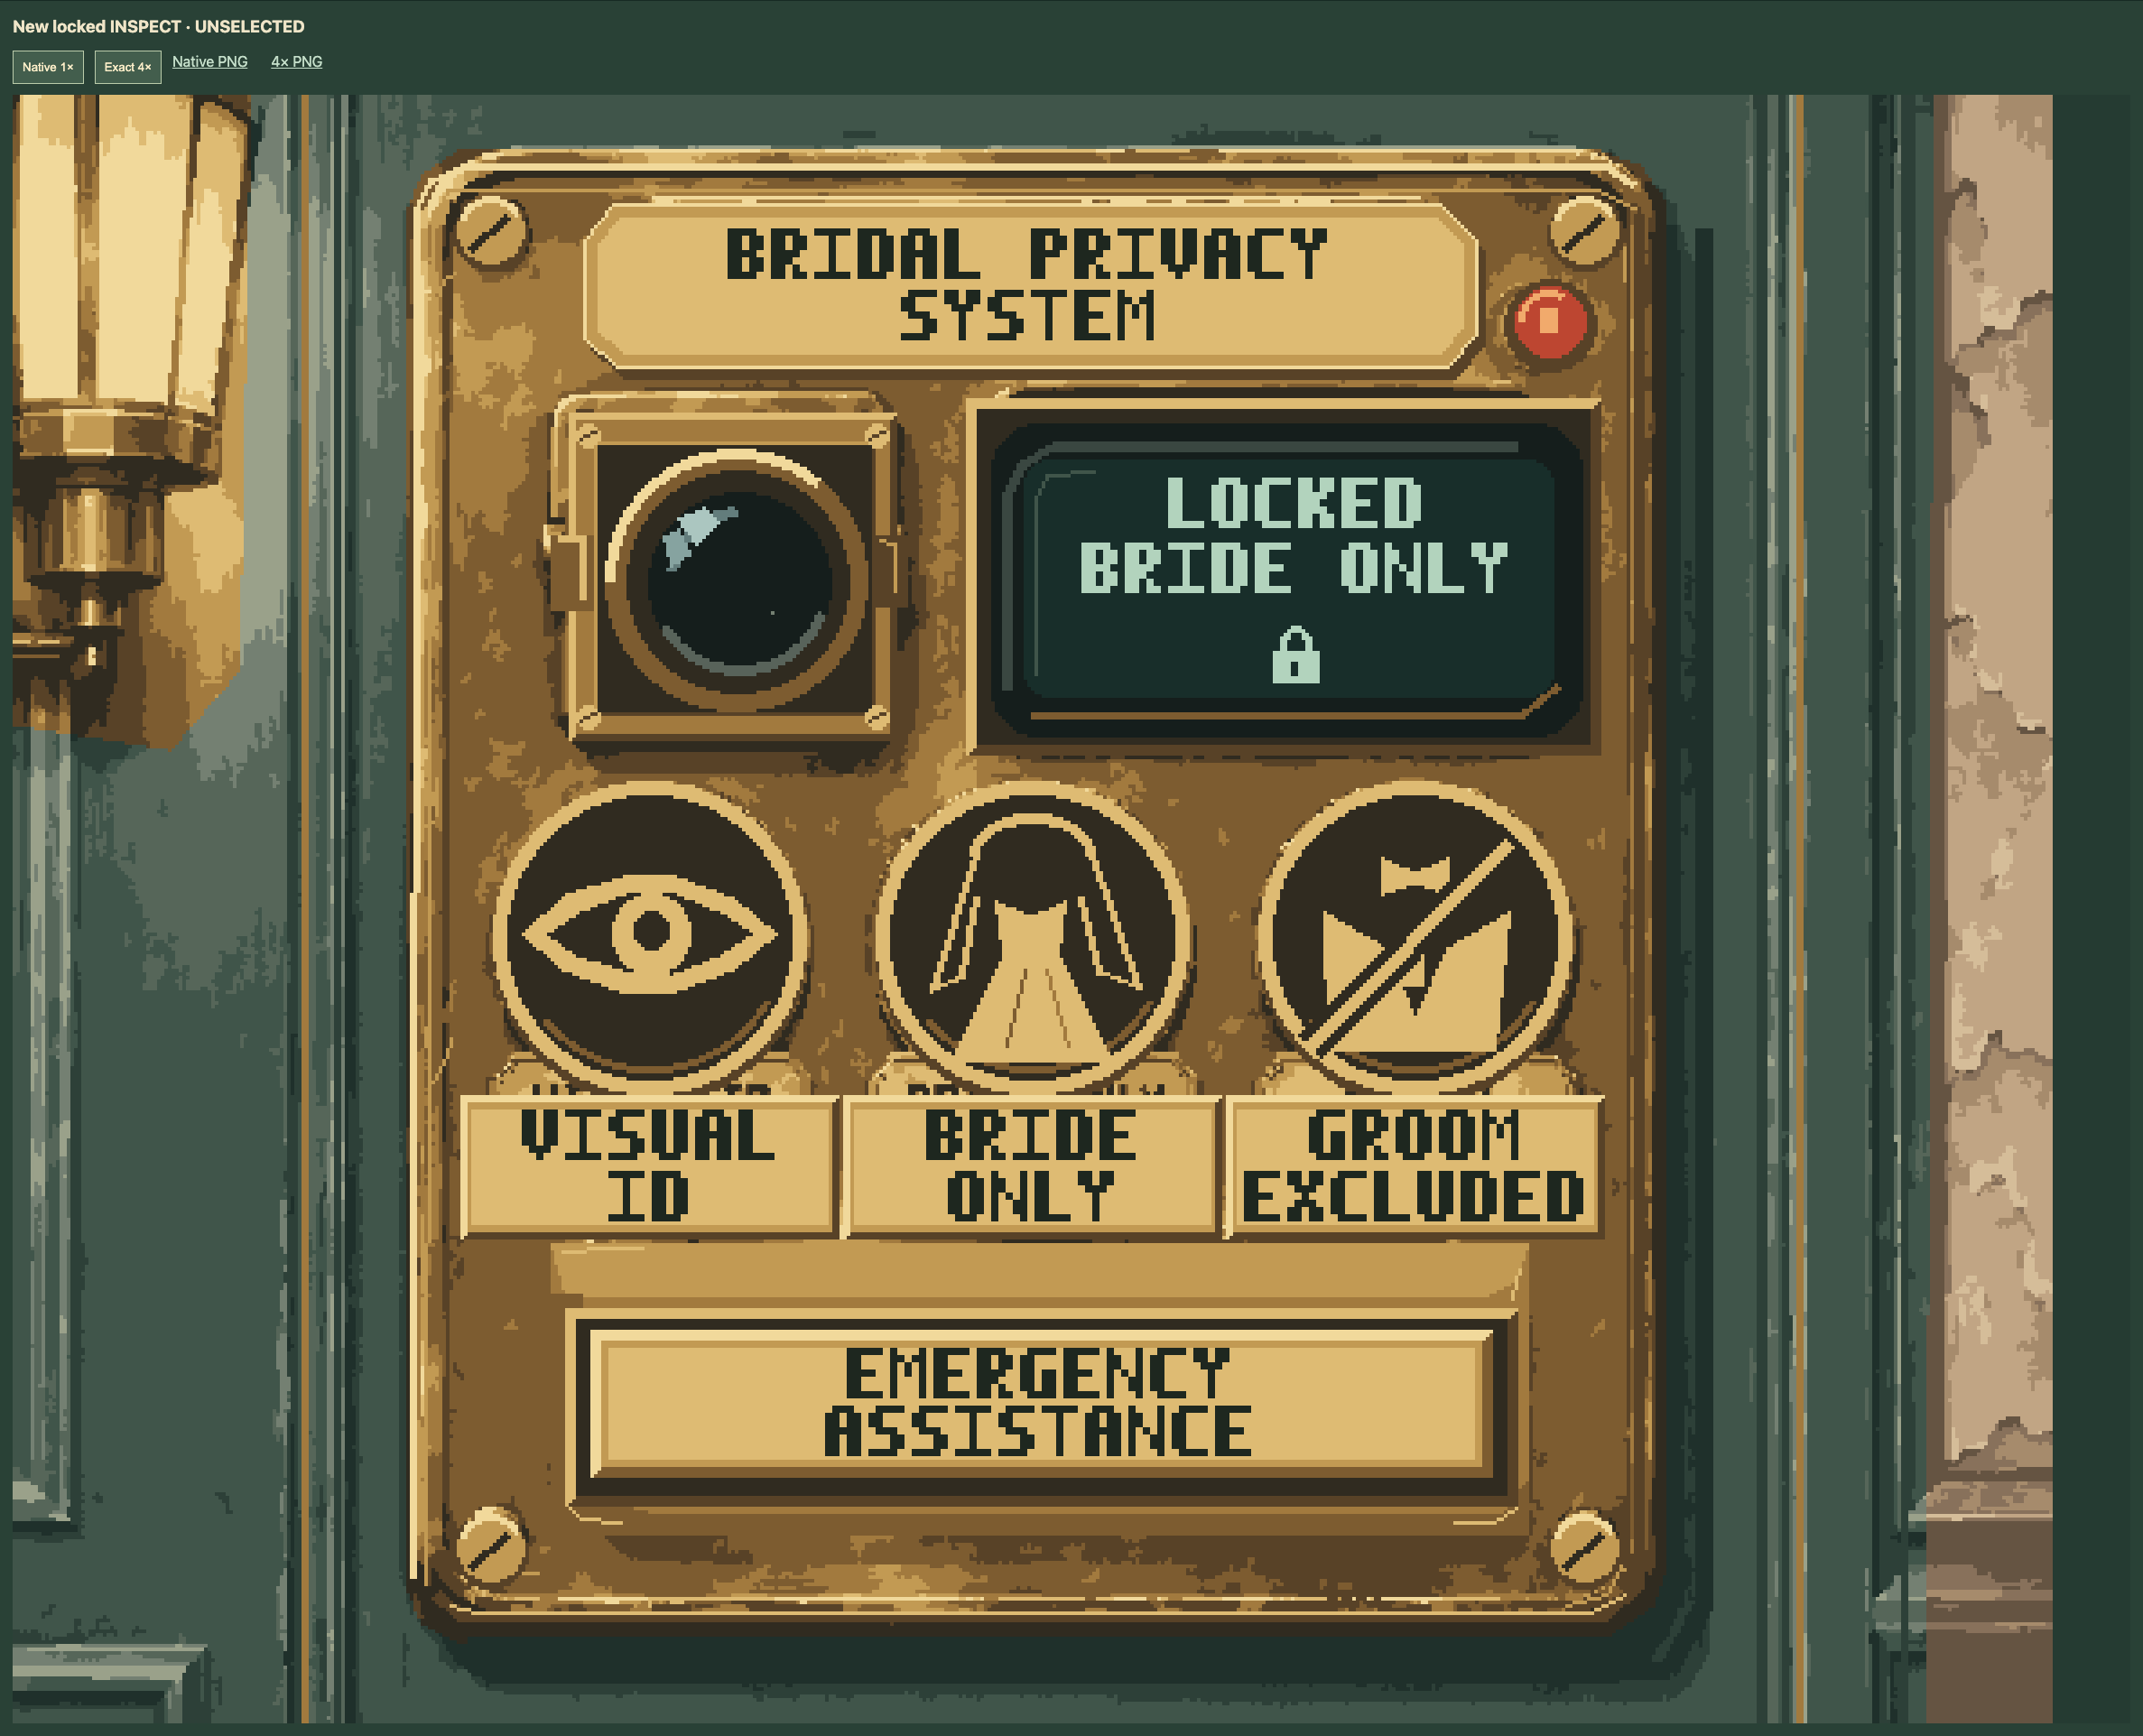 New locked INSPECT · UNSELECTED
Native 1× Exact 4× Native PNG 4× PNG
BRIDAL PRIVACY
SYSTEM
LOCKED
BRIDE ONLY
VISUAL
ID
BRIDE
ONLY
GROOM
EXCLUDED
EMERGENCY
ASSISTANCE